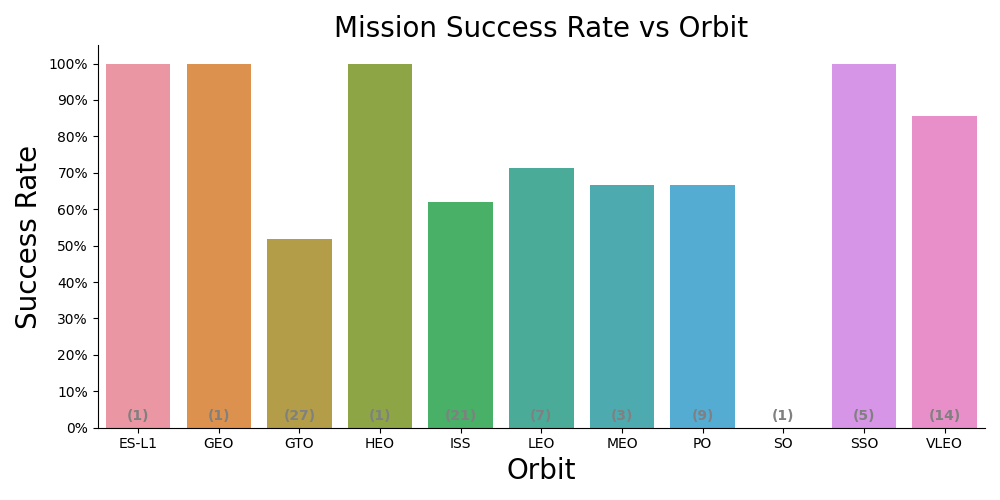 Mission Success Rate vs Orbit
Success Rate
100%
90%
80%
70%
60%
50%
40%
30%
20%
10%
0%
(1) (1) (27) (1) (21) (7) (3) (9) (1) (5) (14)
ES-L1 GEO GTO HEO ISS LEO MEO PO SO SSO VLEO
Orbit